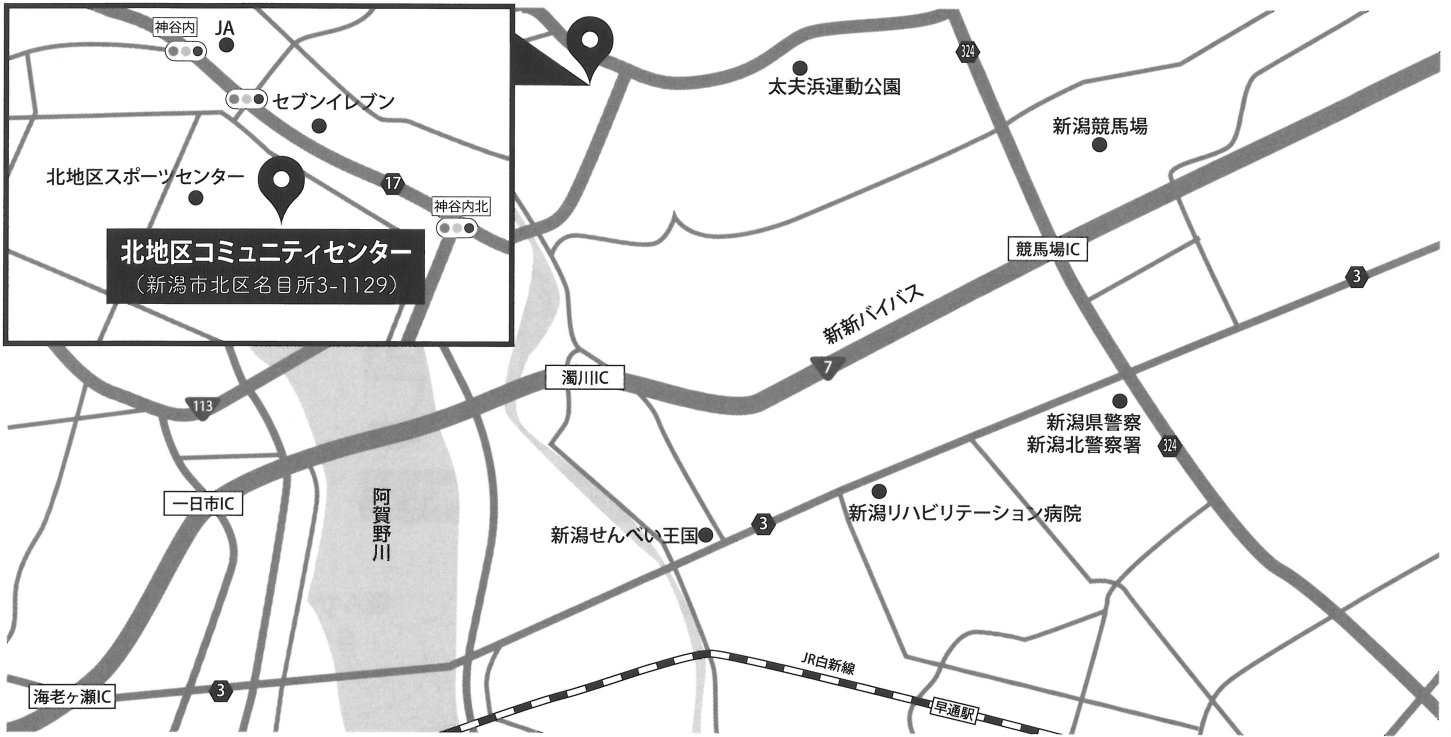 神谷内
JA
セブンイレブン
北地区スポーツセンター
17
神谷内北
北地区コミュニティセンター
(新潟市北区名目所3-1129)
太夫浜運動公園
324
新潟競馬場
競馬場IC
3
新新バイパス
7
濁川IC
113
新潟県警察
新潟北警察署
324
一日市IC
阿賀野川
新潟せんべい王国
3
新潟リハビリテーション病院
JR白新線
早通駅
海老ヶ瀬IC
3